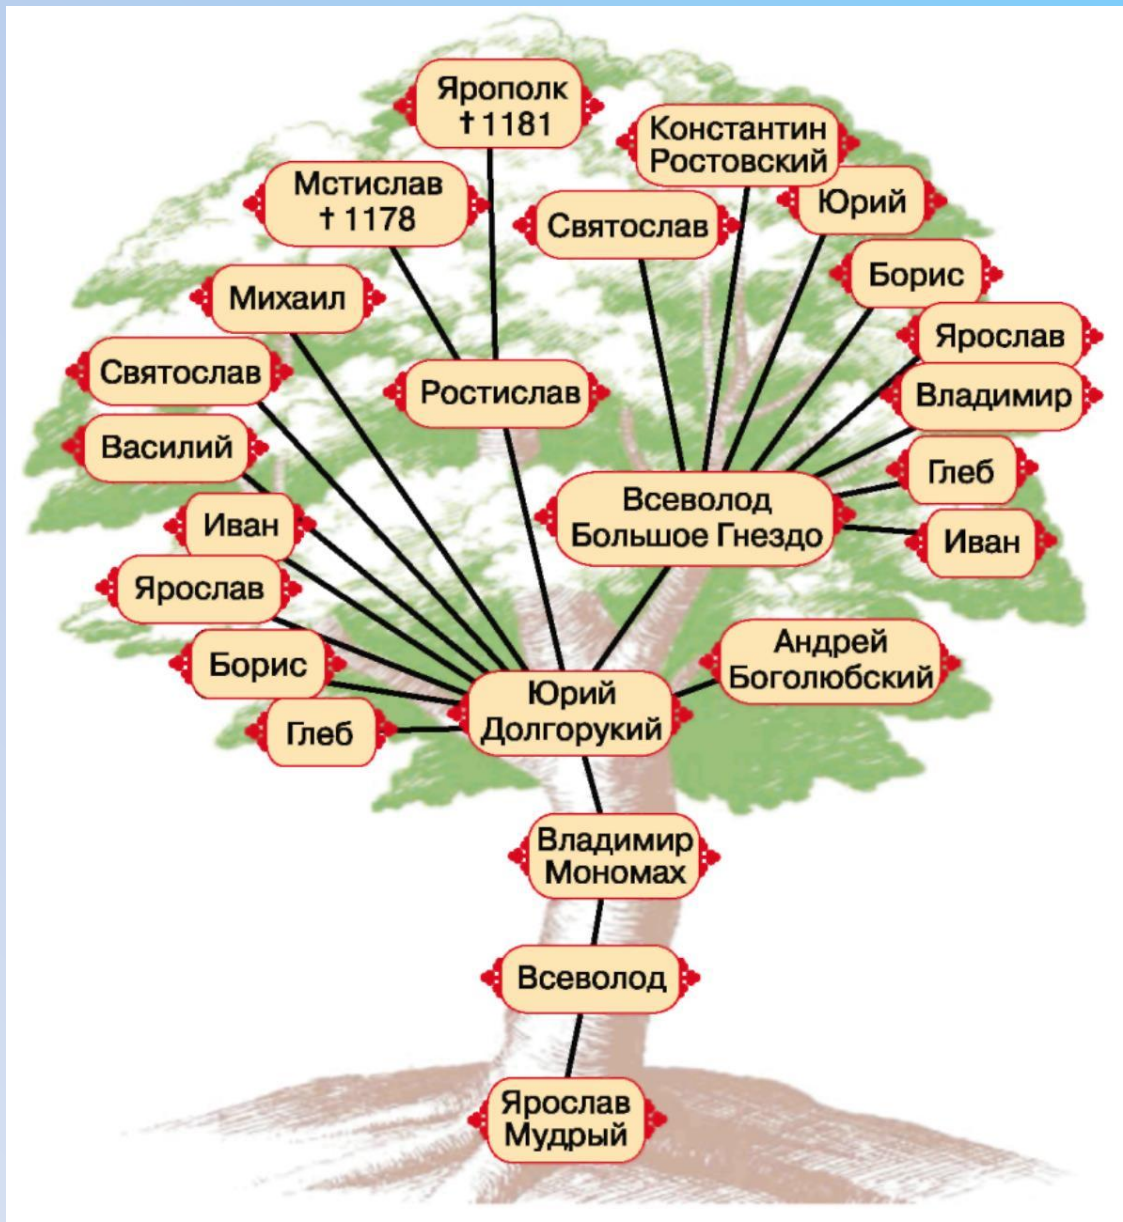 Ярополк
† 1181
Константин
Ростовский
Мстислав
† 1178
Юрий
Святослав
Борис
Михаил
Ярослав
Святослав
Ростислав
Владимир
Василий
Глеб
Всеволод
Большое Гнездо
Иван
Иван
Ярослав
Андрей
Боголюбский
Борис
Юрий
Долгорукий
Глеб
Владимир
Мономах
Всеволод
Ярослав
Мудрый